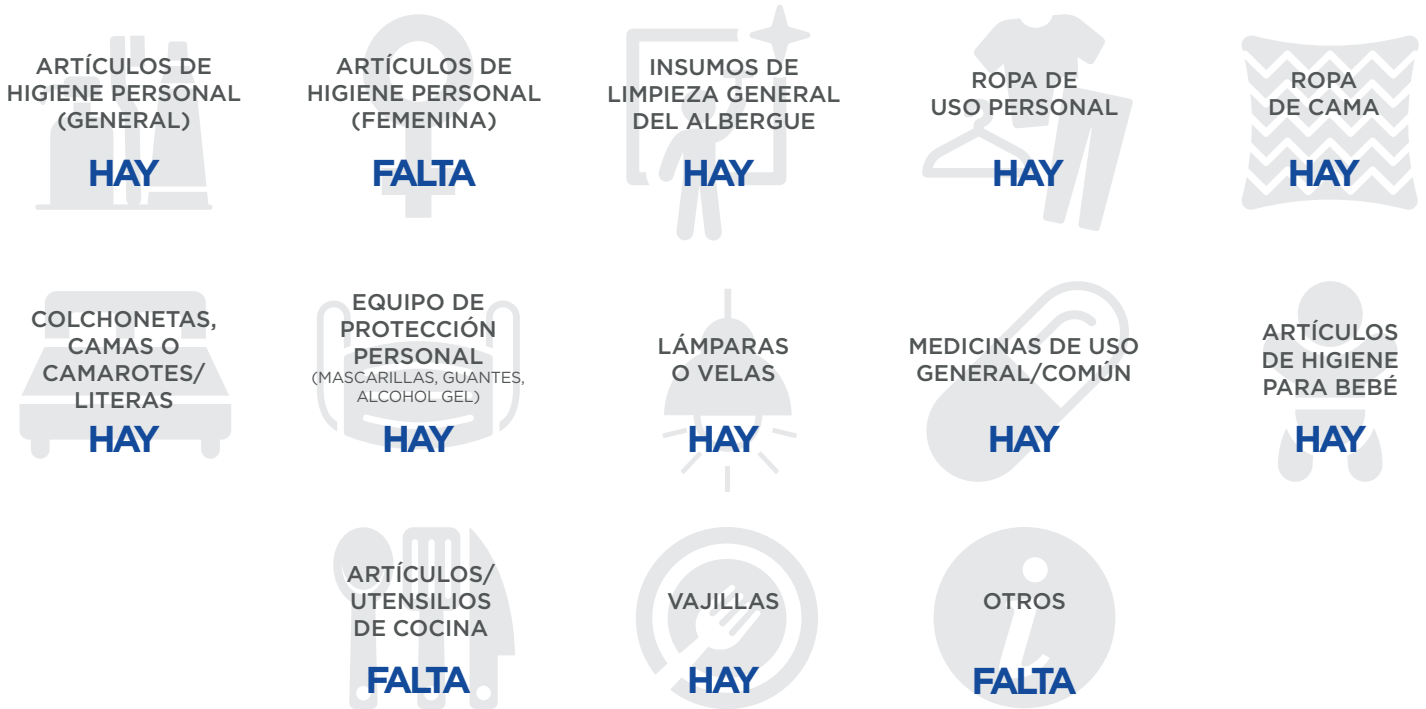 ARTÍCULOS DE
HIGIENE PERSONAL
(GENERAL)
HAY
ARTÍCULOS DE
HIGIENE PERSONAL
(FEMENINA)
FALTA
INSUMOS DE
LIMPIEZA GENERAL
DEL ALBERGUE
HAY
ROPA DE
USO PERSONAL
HAY
ROPA
DE CAMA
HAY
COLCHONETAS,
CAMAS O
CAMAROTES/
LITERAS
HAY
EQUIPO DE
PROTECCIÓN
PERSONAL
(MASCARILLAS, GUANTES,
ALCOHOL GEL)
HAY
LÁMPARAS
O VELAS
HAY
MEDICINAS DE USO
GENERAL/COMÚN
HAY
ARTÍCULOS
DE HIGIENE
PARA BEBÉ
HAY
ARTÍCULOS/
UTENSILIOS
DE COCINA
FALTA
VAJILLAS
HAY
OTROS
FALTA